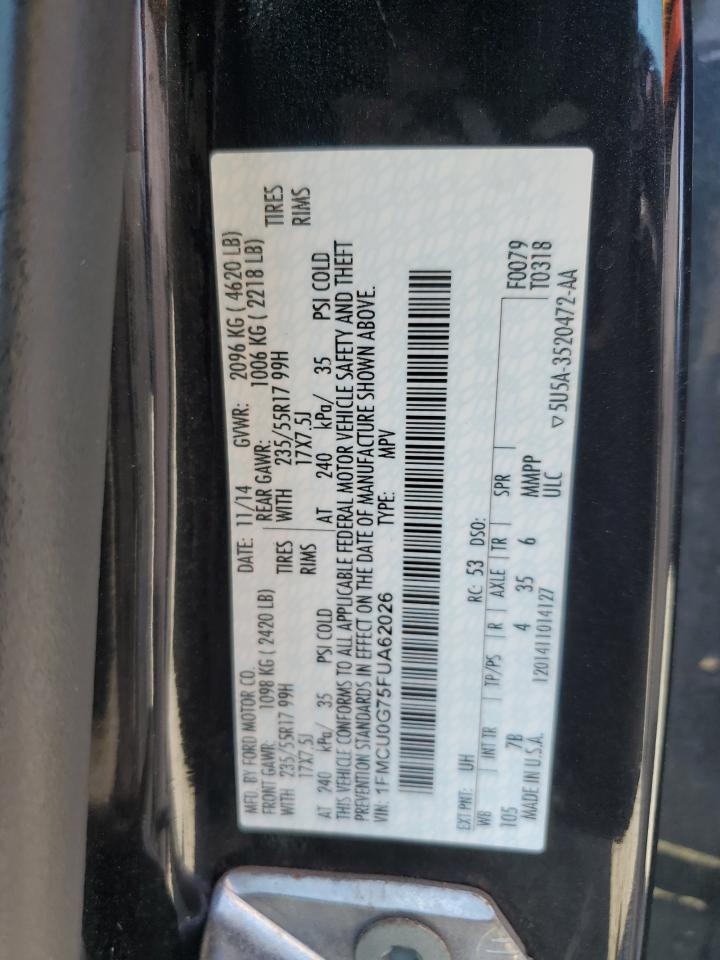 MFD. BY FORD MOTOR CO.
DATE: 11/14 GVWR: 2096 KG ( 4620 LB)
FRONT GAWR: 1098 KG ( 2420 LB) REAR GAWR: 1006 KG ( 2218 LB)
WITH 235/55R17 99H TIRES WITH 235/55R17 99H TIRES
17X7.5J RIMS 17X7.5J RIMS
AT 240 kPa/ 35 PSI COLD AT 240 kPa/ 35 PSI COLD
THIS VEHICLE CONFORMS TO ALL APPLICABLE FEDERAL MOTOR VEHICLE SAFETY AND THEFT
PREVENTION STANDARDS IN EFFECT ON THE DATE OF MANUFACTURE SHOWN ABOVE.
VIN: 1FMCU0G75FUA62026 TYPE: MPV
EXT PNT: UH RC: 53 DSO:
WB INT TR TP/PS R AXLE TR SPR F0079
105 7B 4 35 6 MMPP T0318
MADE IN U.S.A. 1201411014127 ULC
▽5U5A-3520472-AA